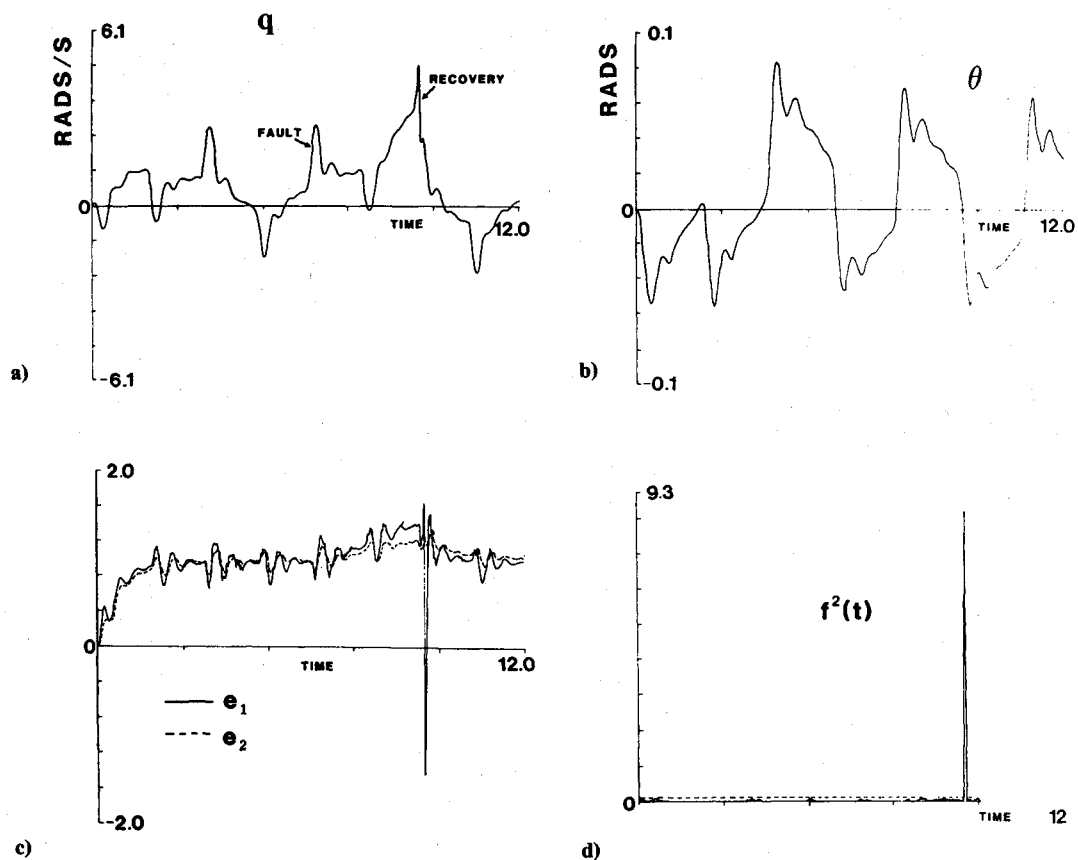 6.1
q
RADS/S
FAULT
RECOVERY
0
TIME
12.0
-6.1
a)
0.1
RADS
θ
0
TIME
12.0
-0.1
b)
2.0
0
TIME
12.0
e₁
e₂
-2.0
c)
9.3
f²(t)
0
TIME
12
d)